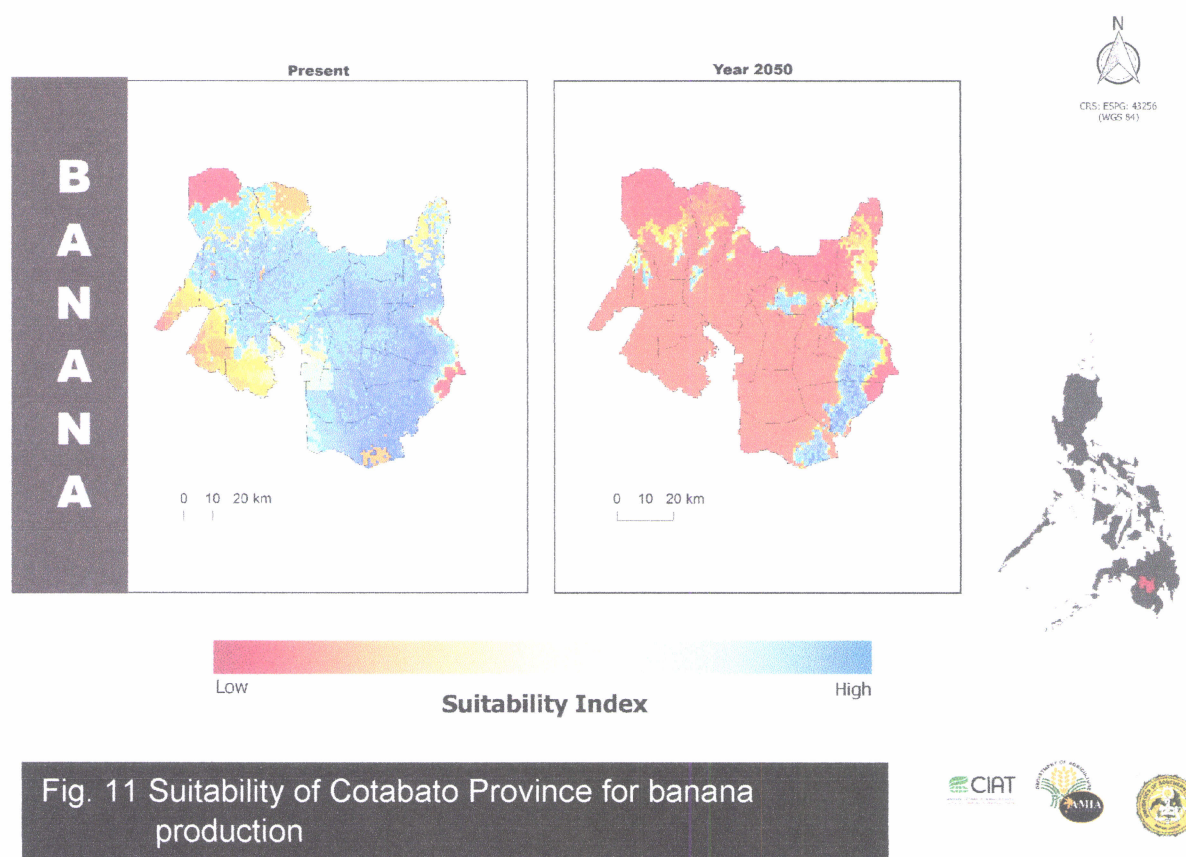 Present
Year 2050
N
CRS: ESPG: 43256
(WGS 84)
B
A
N
A
N
A
0 10 20 km
0 10 20 km
Low
High
Suitability Index
Fig. 11 Suitability of Cotabato Province for banana
production
CIAT
AMIA